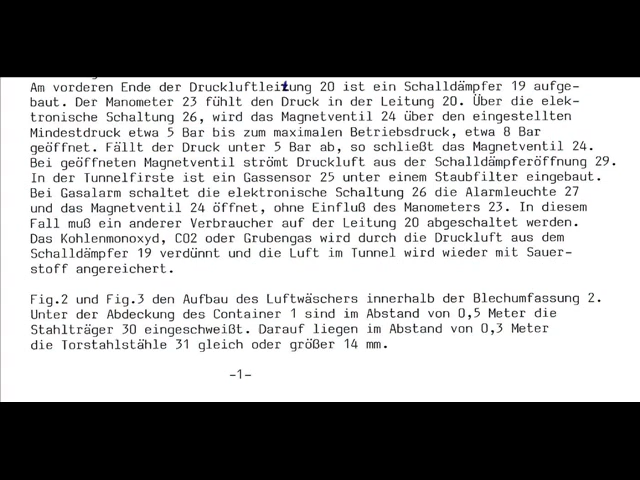 Am vorderen Ende der Druckluftleitung 20 ist ein Schalldämpfer 19 aufge-
baut. Der Manometer 23 fühlt den Druck in der Leitung 20. Über die elek-
tronische Schaltung 26, wird das Magnetventil 24 über den eingestellten
Mindestdruck etwa 5 Bar bis zum maximalen Betriebsdruck, etwa 8 Bar
geöffnet. Fällt der Druck unter 5 Bar ab, so schließt das Magnetventil 24.
Bei geöffneten Magnetventil strömt Druckluft aus der Schalldämpferöffnung 29.
In der Tunnelfirste ist ein Gassensor 25 unter einem Staubfilter eingebaut.
Bei Gasalarm schaltet die elektronische Schaltung 26 die Alarmleuchte 27
und das Magnetventil 24 öffnet, ohne Einfluß des Manometers 23. In diesem
Fall muß ein anderer Verbraucher auf der Leitung 20 abgeschaltet werden.
Das Kohlenmonoxyd, CO2 oder Grubengas wird durch die Druckluft aus dem
Schalldämpfer 19 verdünnt und die Luft im Tunnel wird wieder mit Sauer-
stoff angereichert.
Fig.2 und Fig.3 den Aufbau des Luftwäschers innerhalb der Blechumfassung 2.
Unter der Abdeckung des Container 1 sind im Abstand von 0,5 Meter die
Stahlträger 30 eingeschweißt. Darauf liegen im Abstand von 0,3 Meter
die Torstahlstähle 31 gleich oder größer 14 mm.
-1-